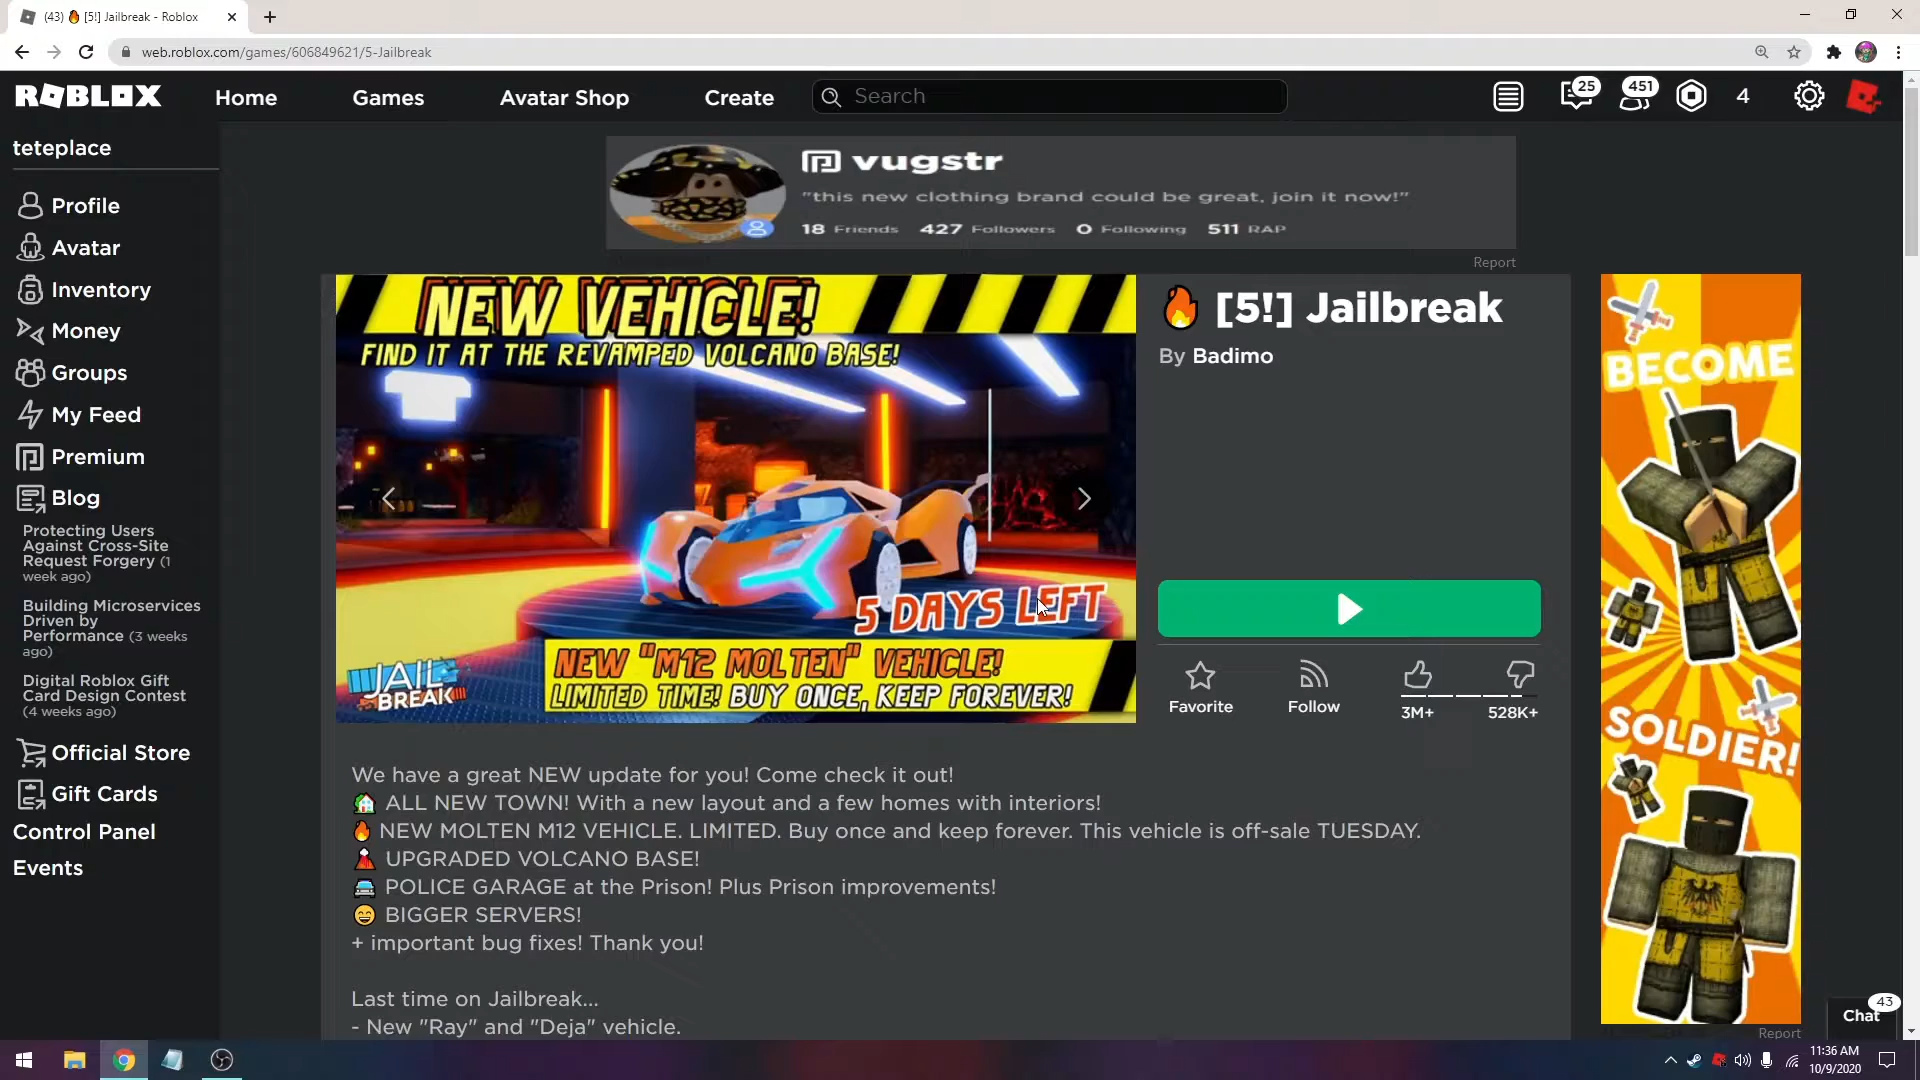 (43) 🔥 [5!] Jailbreak - Roblox
web.roblox.com/games/606849621/5-Jailbreak
ROBLOX Home Games Avatar Shop Create Search 25 451 4
teteplace
Profile
Avatar
Inventory
Money
Groups
My Feed
Premium
Blog
Protecting Users
Against Cross-Site
Request Forgery (1
week ago)
Building Microservices
Driven by
Performance (3 weeks
ago)
Digital Roblox Gift
Card Design Contest
(4 weeks ago)
Official Store
Gift Cards
Control Panel
Events
vugstr
"this new clothing brand could be great, join it now!"
18 Friends 427 Followers 0 Following 511 RAP
Report
NEW VEHICLE!
FIND IT AT THE REVAMPED VOLCANO BASE!
5 DAYS LEFT
JAIL
BREAK
NEW "M12 MOLTEN" VEHICLE!
LIMITED TIME! BUY ONCE, KEEP FOREVER!
🔥 [5!] Jailbreak
By Badimo
Favorite Follow 3M+ 528K+
We have a great NEW update for you! Come check it out!
🏡 ALL NEW TOWN! With a new layout and a few homes with interiors!
🔥 NEW MOLTEN M12 VEHICLE. LIMITED. Buy once and keep forever. This vehicle is off-sale TUESDAY.
🌋 UPGRADED VOLCANO BASE!
🚘 POLICE GARAGE at the Prison! Plus Prison improvements!
😄 BIGGER SERVERS!
+ important bug fixes! Thank you!
Last time on Jailbreak...
- New "Ray" and "Deja" vehicle.
BECOME
SOLDIER!
Report
Chat 43
11:36 AM
10/9/2020